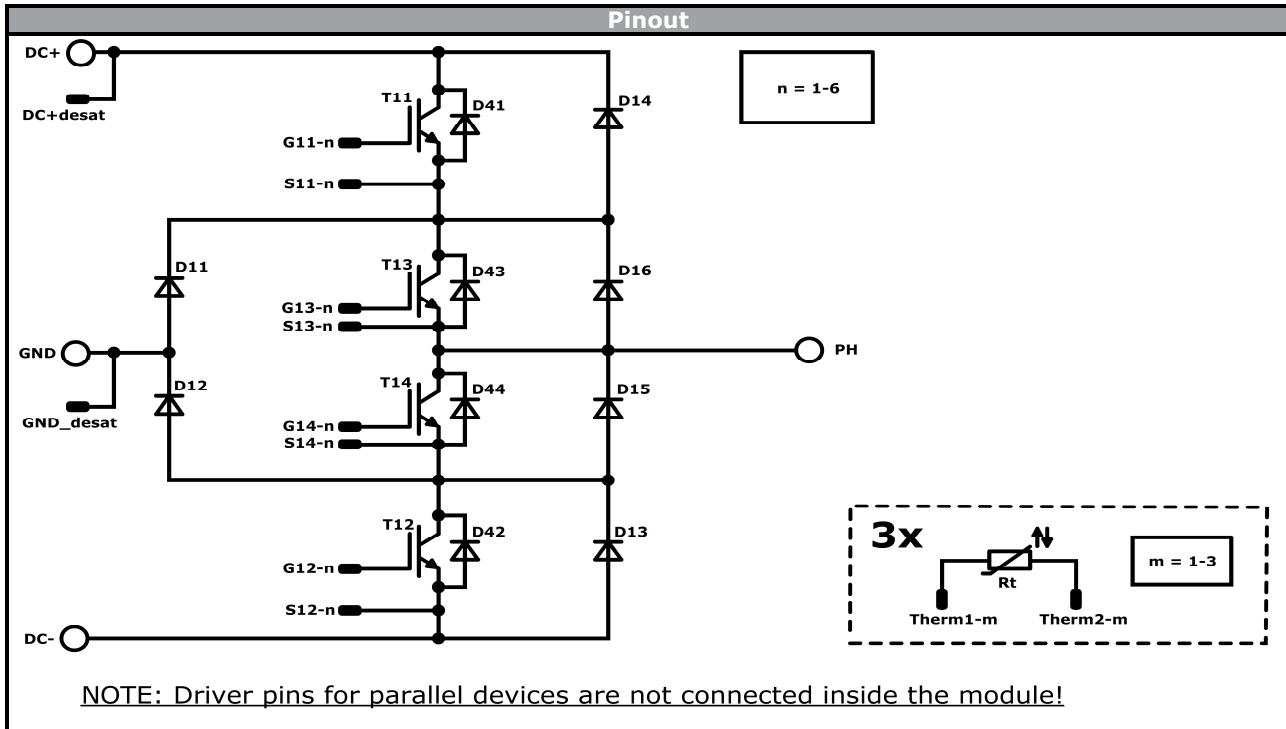 Pinout
DC+
DC+desat
T11
D41
D14
n = 1-6
G11-n
S11-n
D11
T13
D43
D16
G13-n
S13-n
GND
PH
D12
T14
D44
D15
GND_desat
G14-n
S14-n
T12
D42
D13
G12-n
S12-n
DC-
3x
Rt
m = 1-3
Therm1-m
Therm2-m
NOTE: Driver pins for parallel devices are not connected inside the module!